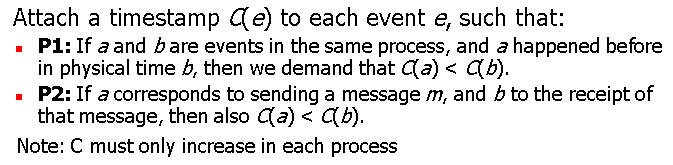 Attach a timestamp C(e) to each event e, such that:
▪ P1: If a and b are events in the same process, and a happened before
in physical time b, then we demand that C(a) < C(b).
▪ P2: If a corresponds to sending a message m, and b to the receipt of
that message, then also C(a) < C(b).
Note: C must only increase in each process